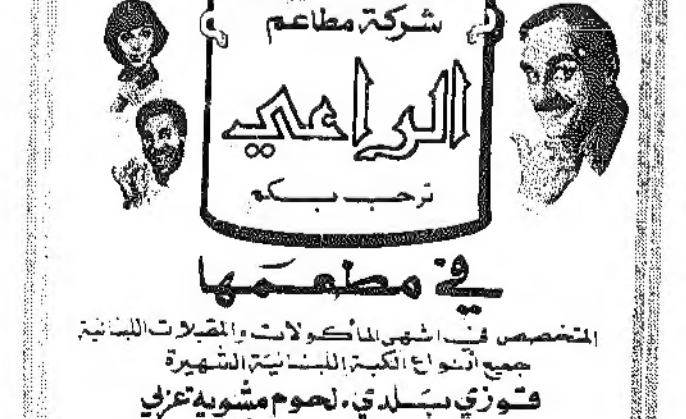 شركة مطاعم
الراعي
ترحب بكم
في مطعمها
المتخصص في اشهى المأكولات والمقبلات اللبنانية
جميع أنواع الكبة اللبنانية الشهيرة
قوزي بلدي، لحوم مشوية عربي